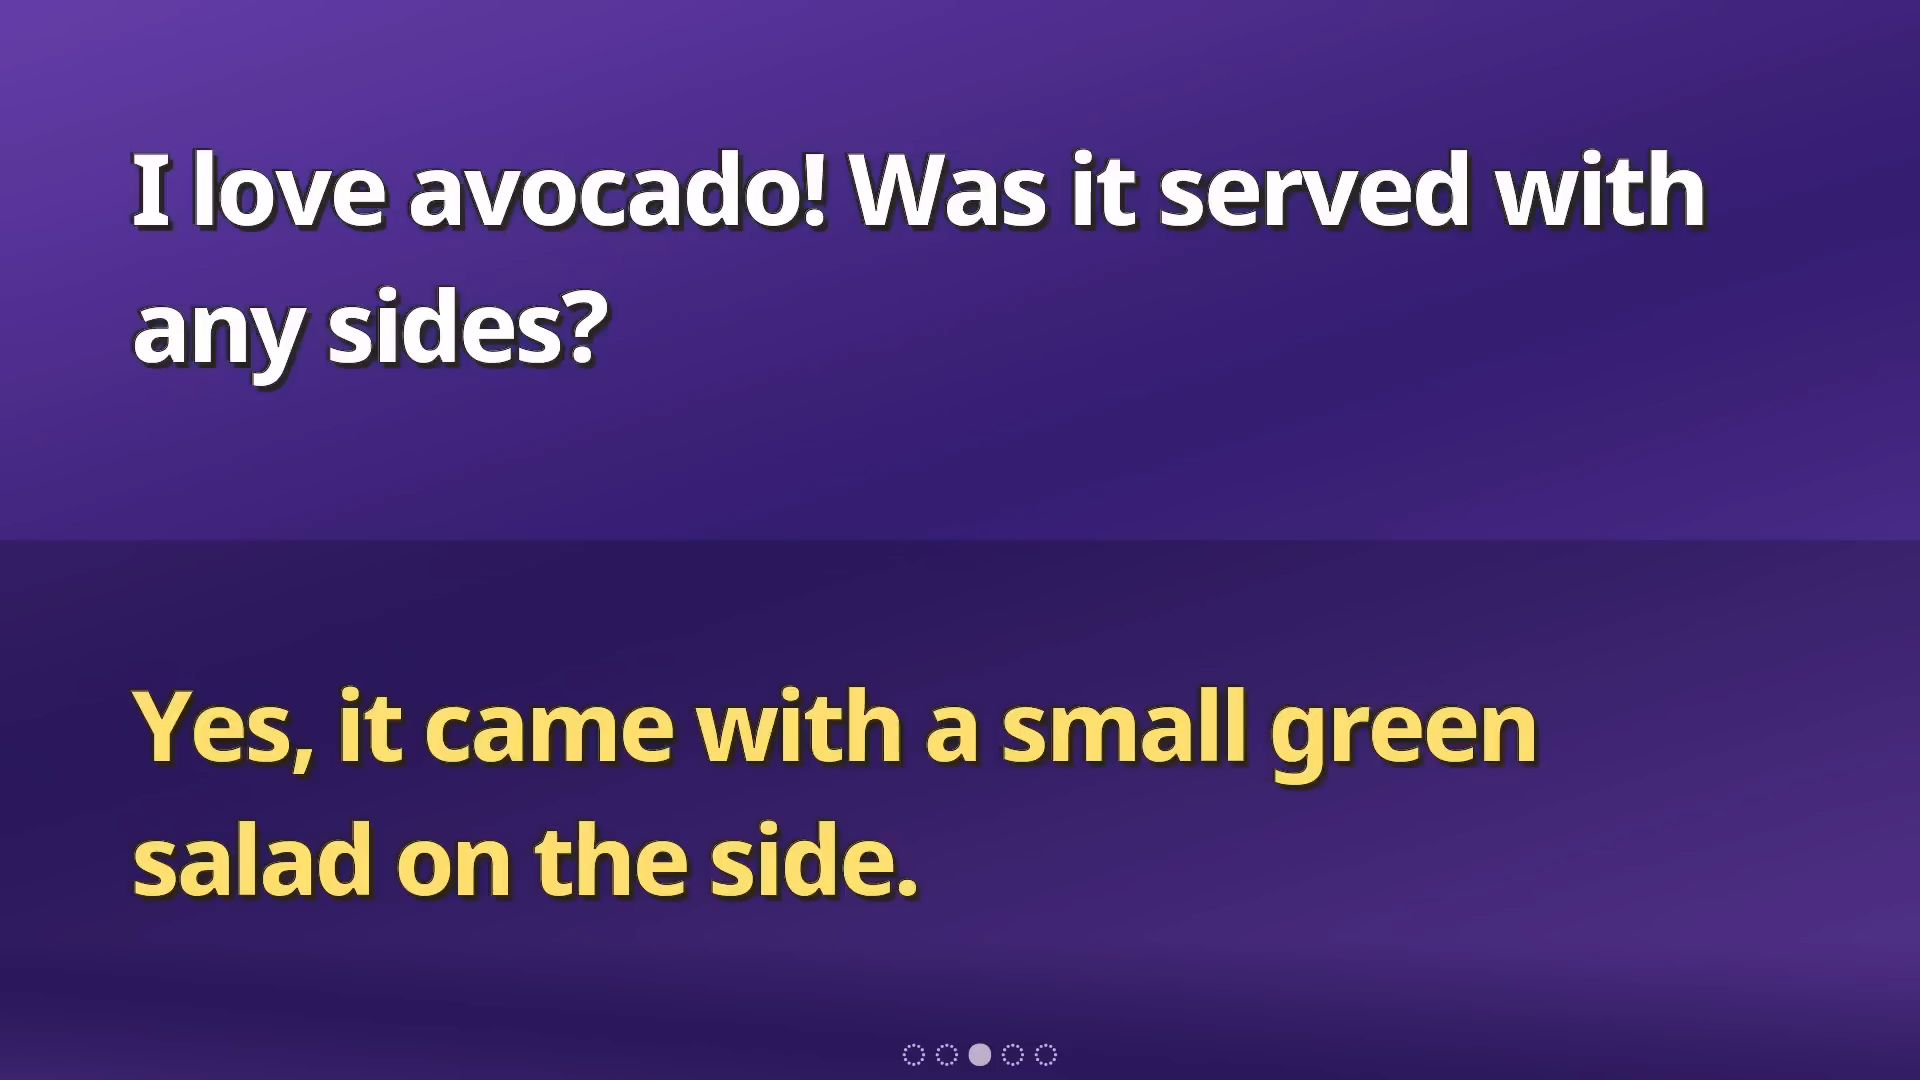 I love avocado! Was it served with
any sides?
Yes, it came with a small green
salad on the side.